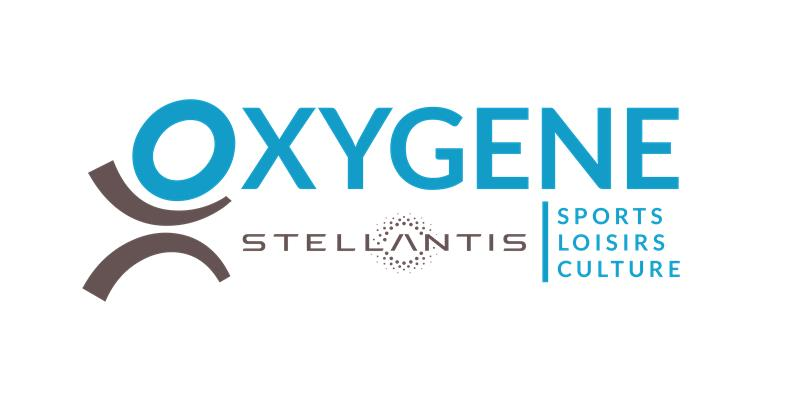 OXYGENE
STELLANTIS
SPORTS
LOISIRS
CULTURE